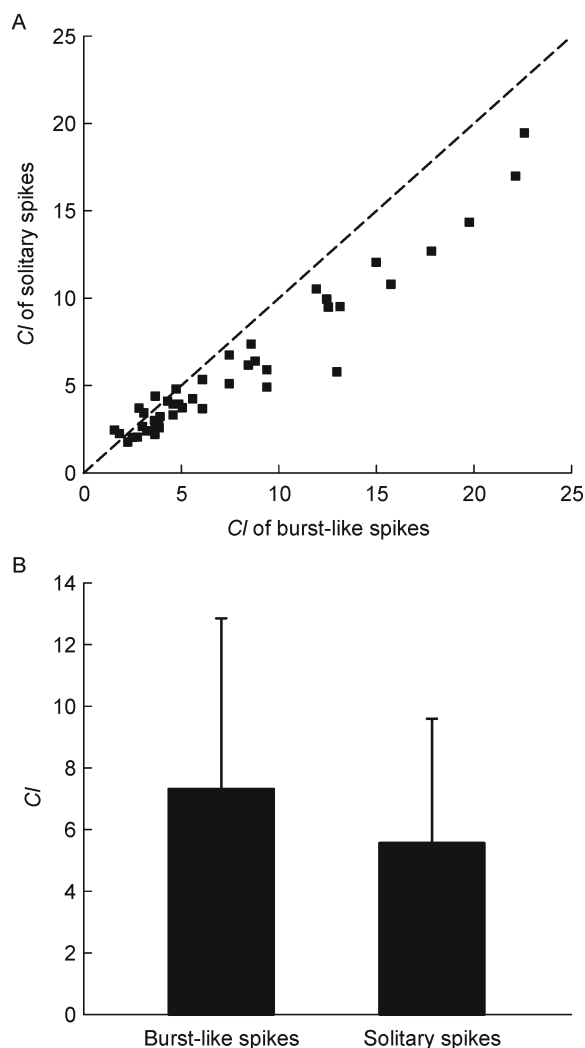 A
25
20
15
10
5
0
CI of solitary spikes
0 5 10 15 20 25
CI of burst-like spikes
B
14
12
10
8
6
4
2
0
CI
Burst-like spikes Solitary spikes